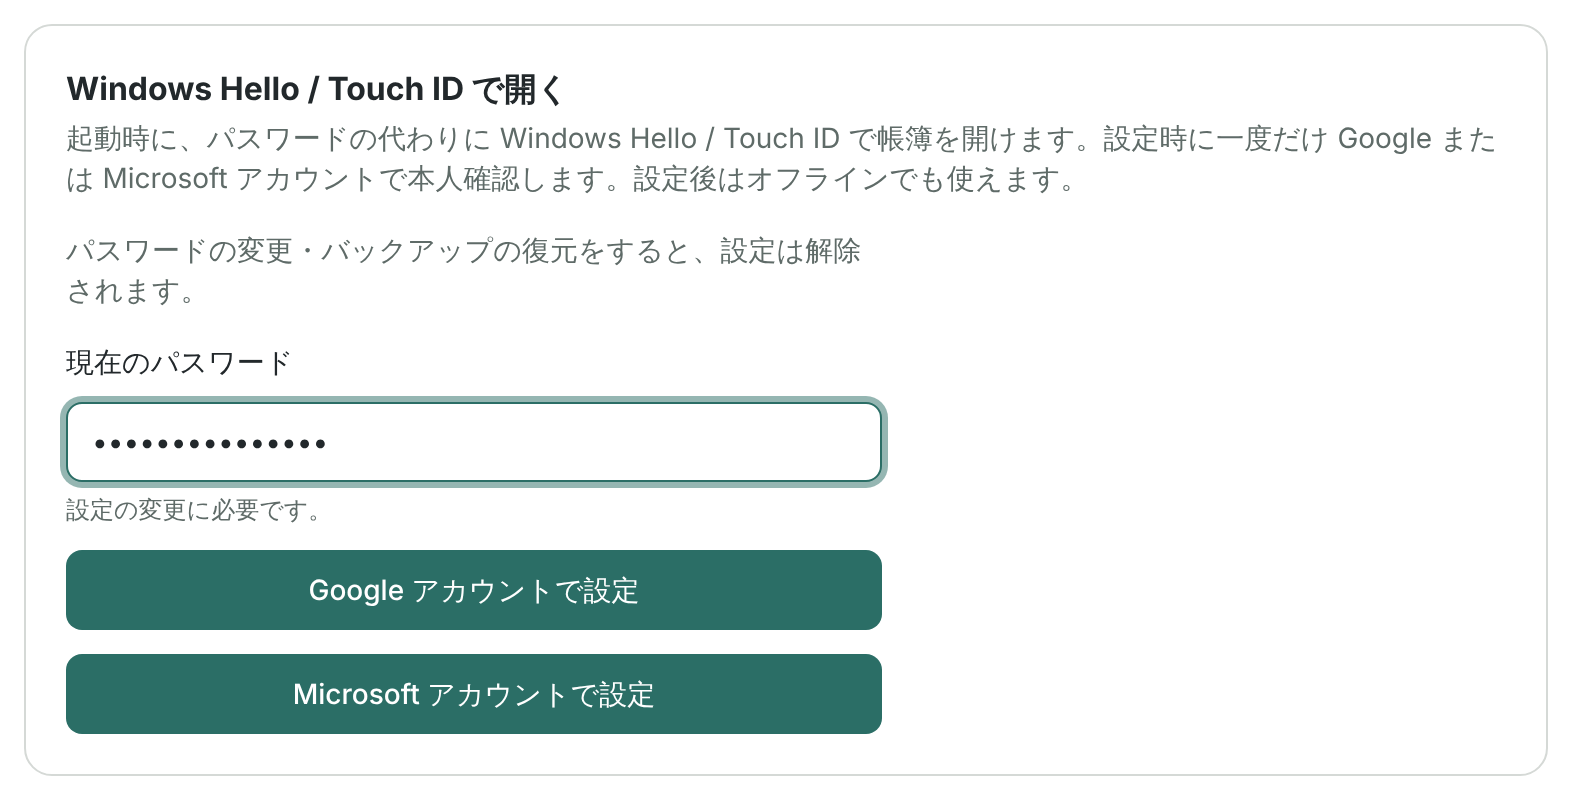 Windows Hello / Touch ID で開く
起動時に、パスワードの代わりに Windows Hello / Touch ID で帳簿を開けます。設定時に一度だけ Google また
は Microsoft アカウントで本人確認します。設定後はオフラインでも使えます。
パスワードの変更・バックアップの復元をすると、設定は解除
されます。
現在のパスワード
•••••••••••••••
設定の変更に必要です。
Google アカウントで設定
Microsoft アカウントで設定